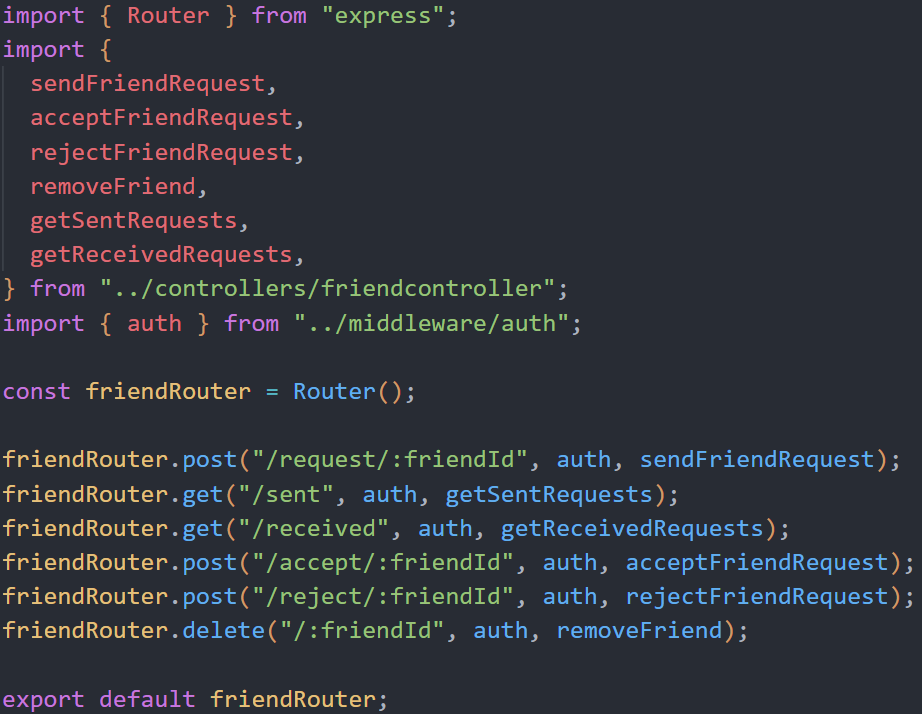 import { Router } from "express";
import {
  sendFriendRequest,
  acceptFriendRequest,
  rejectFriendRequest,
  removeFriend,
  getSentRequests,
  getReceivedRequests,
} from "../controllers/friendcontroller";
import { auth } from "../middleware/auth";

const friendRouter = Router();

friendRouter.post("/request/:friendId", auth, sendFriendRequest);
friendRouter.get("/sent", auth, getSentRequests);
friendRouter.get("/received", auth, getReceivedRequests);
friendRouter.post("/accept/:friendId", auth, acceptFriendRequest);
friendRouter.post("/reject/:friendId", auth, rejectFriendRequest);
friendRouter.delete("/:friendId", auth, removeFriend);

export default friendRouter;